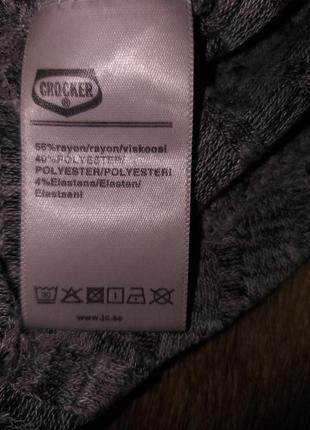 CROCKER
®
56%rayon/rayon/viskoosi
40%POLYESTER/
POLYESTER/POLYESTERI
4%Elastane/Elastan/
Elastaani
www.jc.se